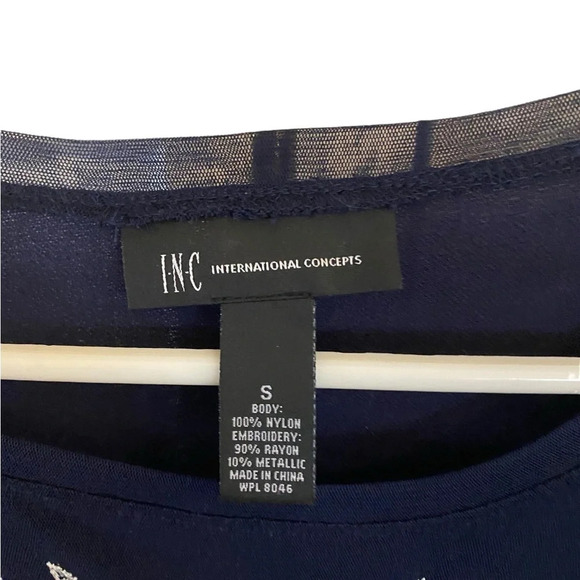 I·N·C INTERNATIONAL CONCEPTS
S
BODY:
100% NYLON
EMBROIDERY:
90% RAYON
10% METALLIC
MADE IN CHINA
WPL 8046